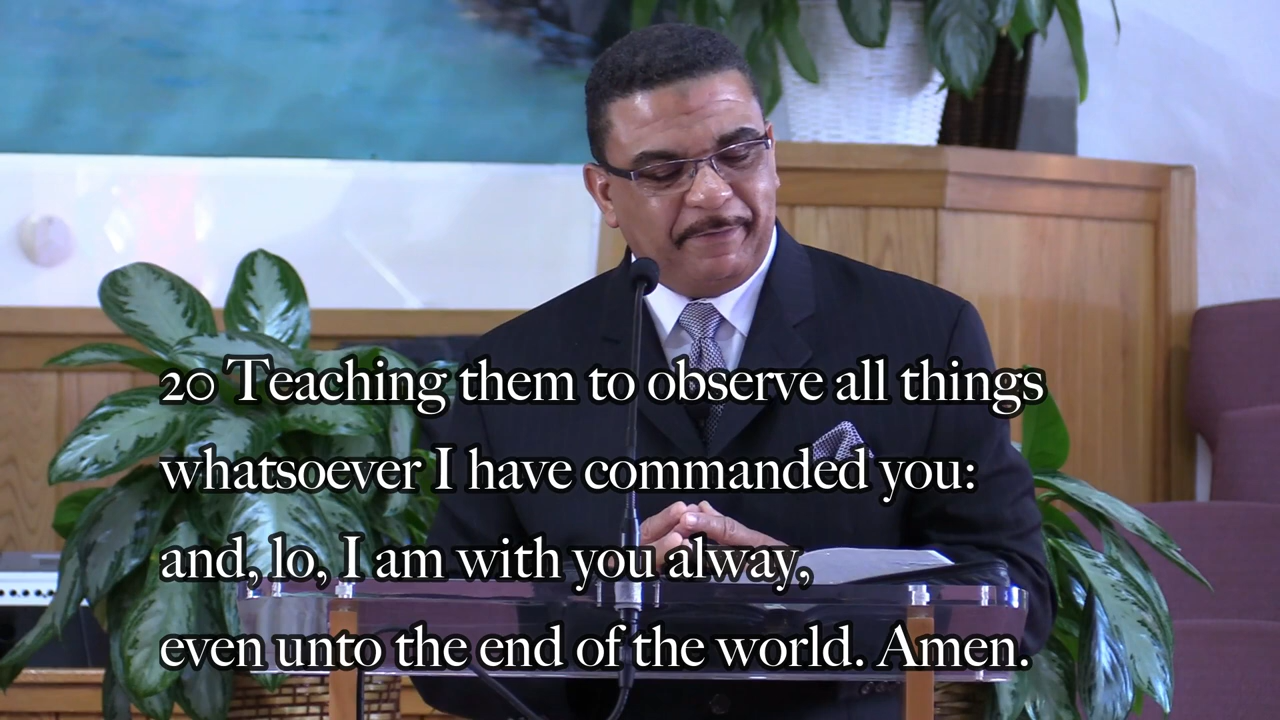 20 Teaching them to observe all things
whatsoever I have commanded you:
and, lo, I am with you alway,
even unto the end of the world. Amen.